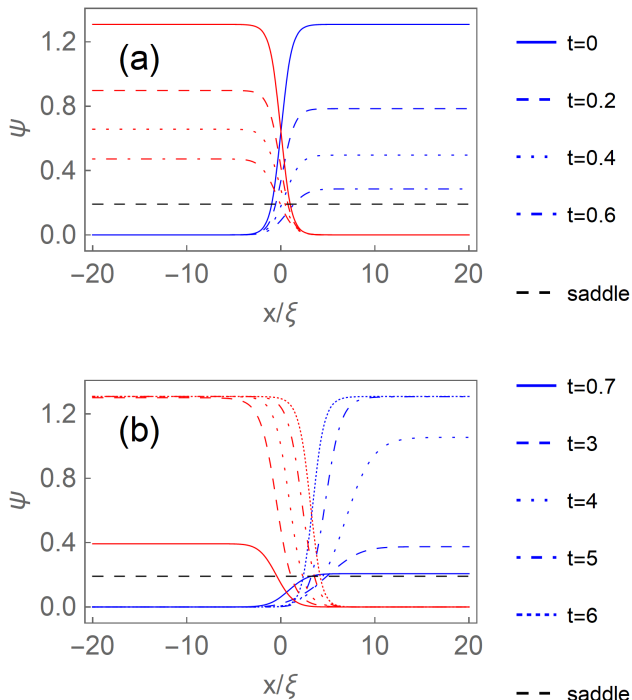 (a)
ψ
1.2
0.8
0.4
0.0
−20
−10
0
10
20
x/ξ
t=0
t=0.2
t=0.4
t=0.6
saddle
(b)
ψ
1.2
0.8
0.4
0.0
−20
−10
0
10
20
x/ξ
t=0.7
t=3
t=4
t=5
t=6
saddle